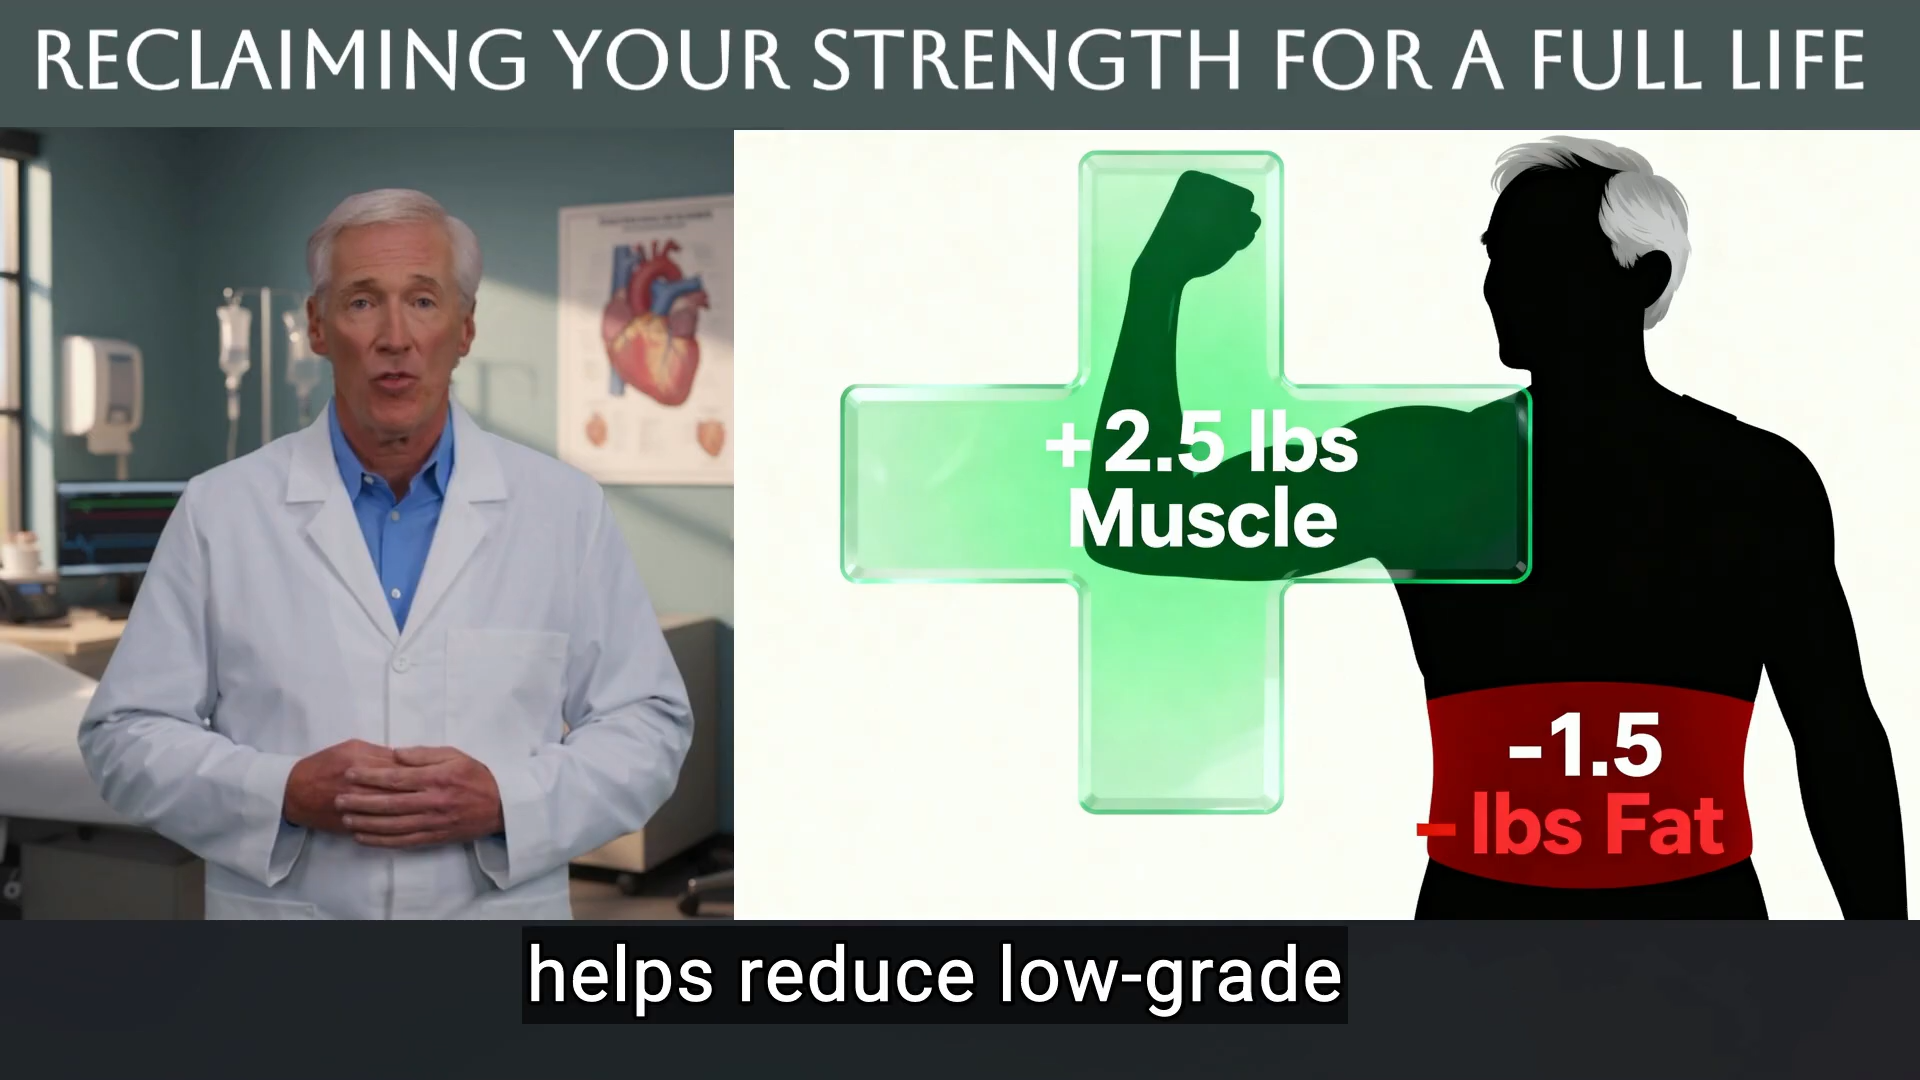 RECLAIMING YOUR STRENGTH FOR A FULL LIFE
+2.5 lbs
Muscle
-1.5
- lbs Fat
helps reduce low-grade